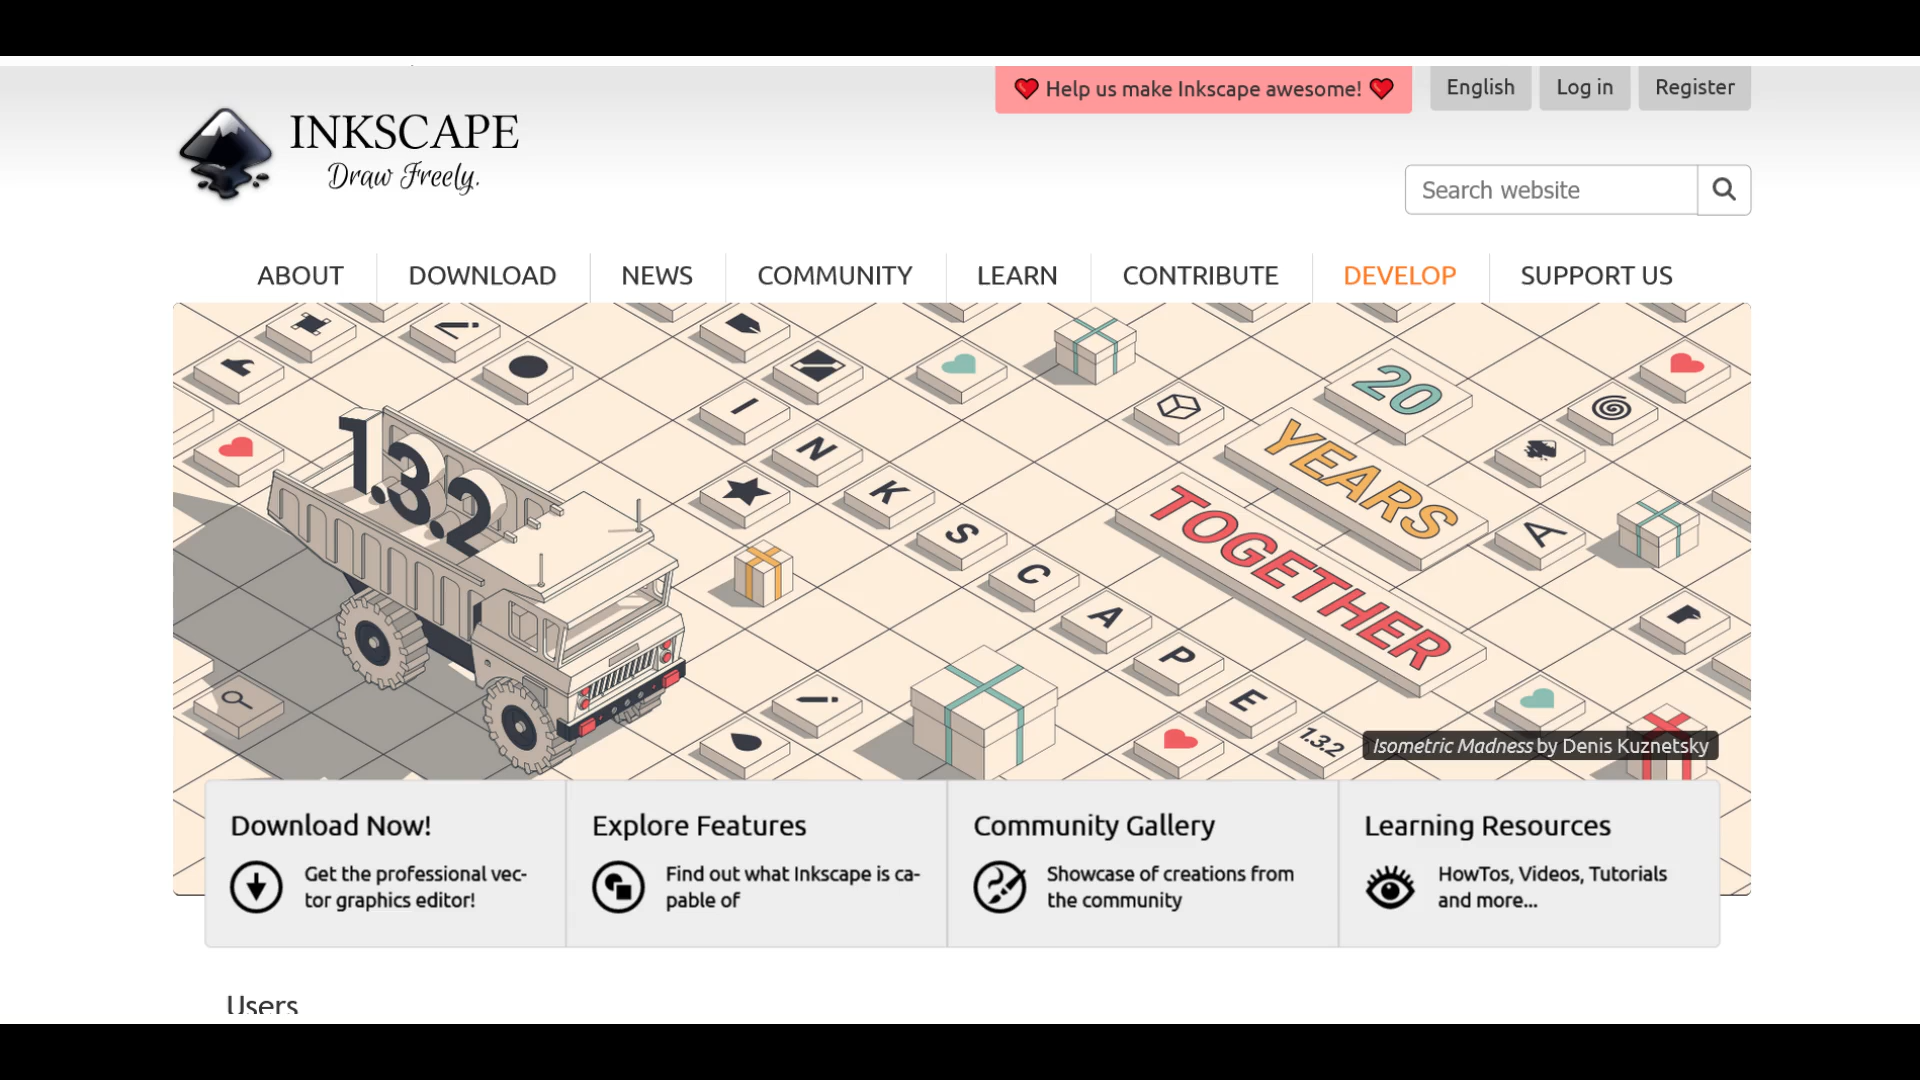 Help us make Inkscape awesome!
English
Log in
Register
INKSCAPE
Draw Freely.
Search website
ABOUT
DOWNLOAD
NEWS
COMMUNITY
LEARN
CONTRIBUTE
DEVELOP
SUPPORT US
1.3.2
I
N
K
S
C
A
P
E
1.3.2
20
YEARS
TOGETHER
A
Isometric Madness by Denis Kuznetsky
Download Now!
Get the professional vec-
tor graphics editor!
Explore Features
Find out what Inkscape is ca-
pable of
Community Gallery
Showcase of creations from
the community
Learning Resources
HowTos, Videos, Tutorials
and more...
Users